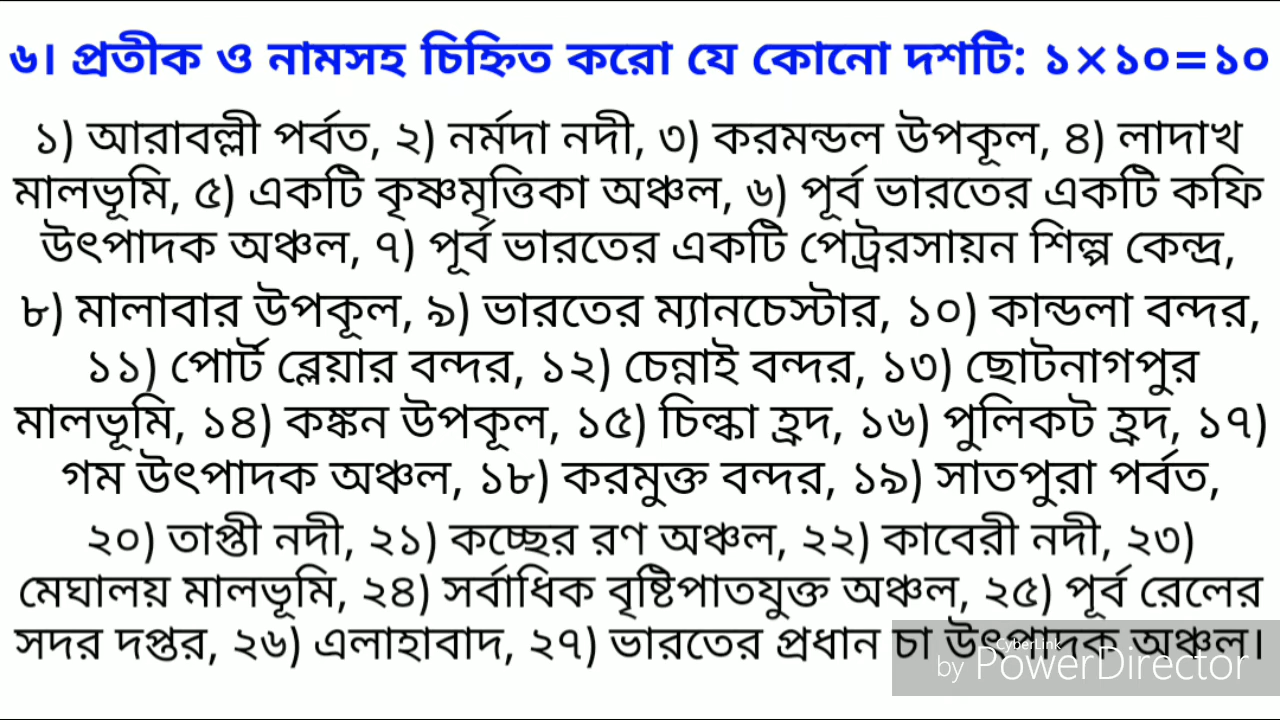 ৬। প্রতীক ও নামসহ চিহ্নিত করো যে কোনো দশটি: ১×১০=১০
১) আরাবল্লী পর্বত, ২) নর্মদা নদী, ৩) করমন্ডল উপকূল, ৪) লাদাখ
মালভূমি, ৫) একটি কৃষ্ণমৃত্তিকা অঞ্চল, ৬) পূর্ব ভারতের একটি কফি
উৎপাদক অঞ্চল, ৭) পূর্ব ভারতের একটি পেট্ররসায়ন শিল্প কেন্দ্র,
৮) মালাবার উপকূল, ৯) ভারতের ম্যানচেস্টার, ১০) কান্ডলা বন্দর,
১১) পোর্ট ব্লেয়ার বন্দর, ১২) চেন্নাই বন্দর, ১৩) ছোটনাগপুর
মালভূমি, ১৪) কঙ্কন উপকূল, ১৫) চিল্কা হ্রদ, ১৬) পুলিকট হ্রদ, ১৭)
গম উৎপাদক অঞ্চল, ১৮) করমুক্ত বন্দর, ১৯) সাতপুরা পর্বত,
২০) তাপ্তী নদী, ২১) কচ্ছের রণ অঞ্চল, ২২) কাবেরী নদী, ২৩)
মেঘালয় মালভূমি, ২৪) সর্বাধিক বৃষ্টিপাতযুক্ত অঞ্চল, ২৫) পূর্ব রেলের
সদর দপ্তর, ২৬) এলাহাবাদ, ২৭) ভারতের প্রধান চা উৎপাদক অঞ্চল।
CyberLink
by PowerDirector